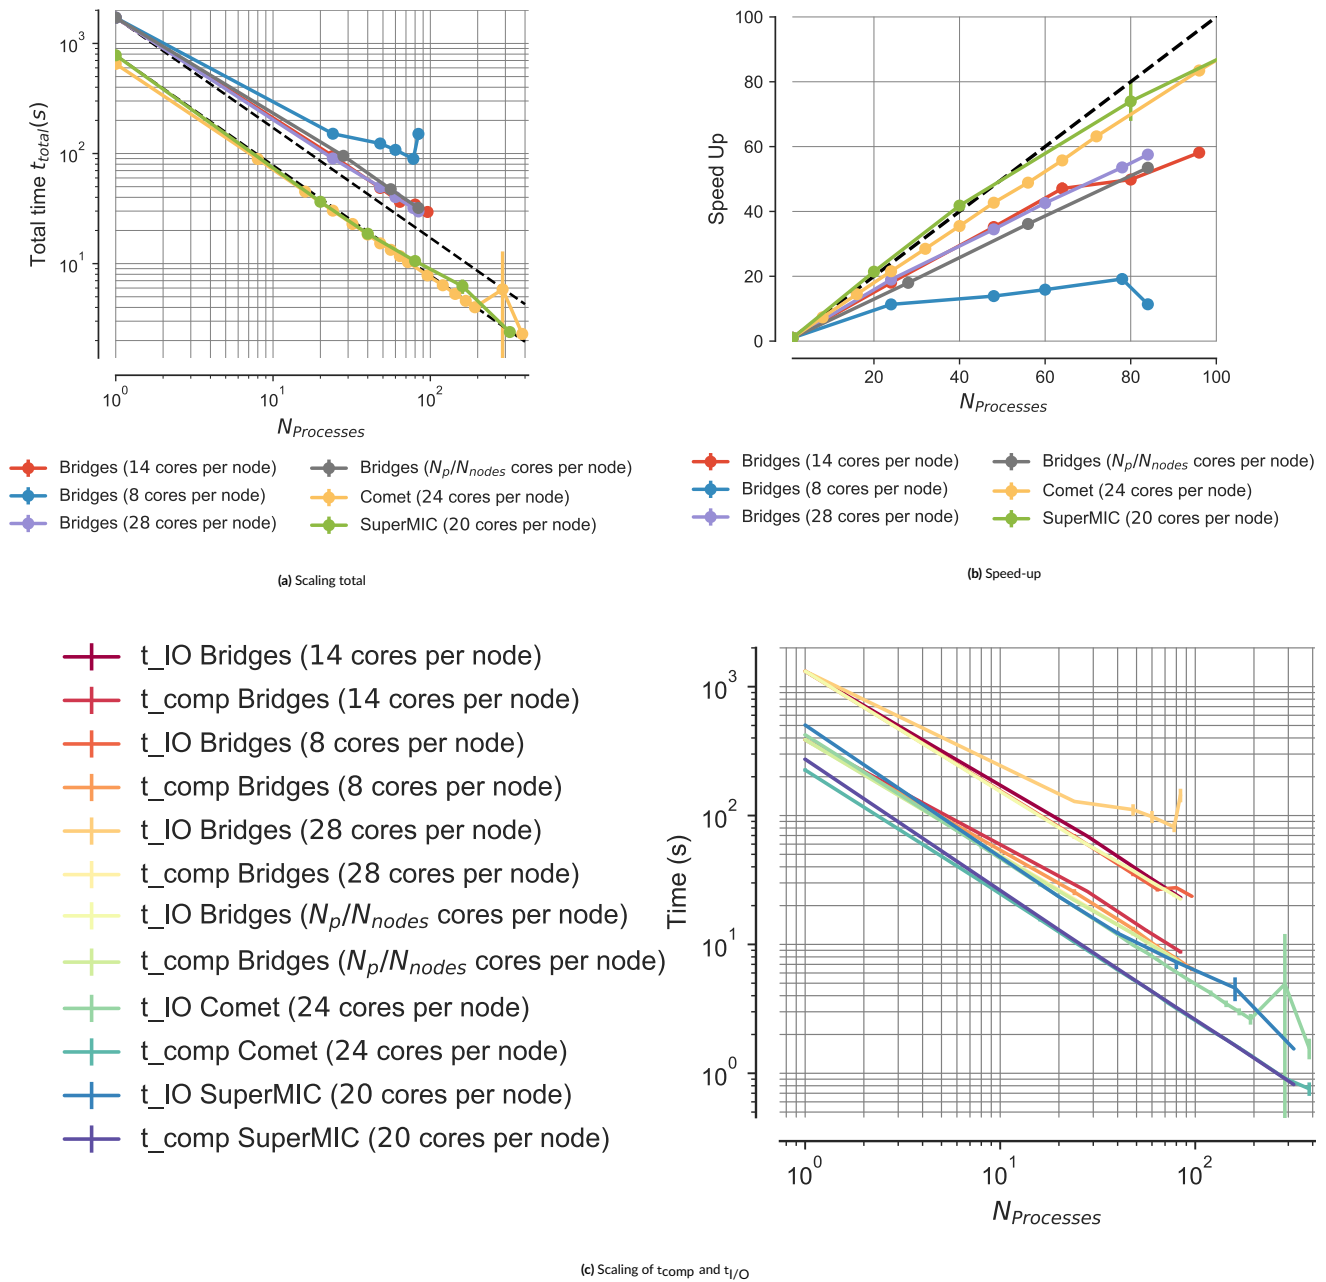 10³
10²
10¹
Total time t_total(s)
10⁰ 10¹ 10²
N_Processes
Bridges (14 cores per node)
Bridges (8 cores per node)
Bridges (28 cores per node)
Bridges (N_p/N_nodes cores per node)
Comet (24 cores per node)
SuperMIC (20 cores per node)
(a) Scaling total
100
80
60
40
20
0
Speed Up
20 40 60 80 100
N_Processes
Bridges (14 cores per node)
Bridges (8 cores per node)
Bridges (28 cores per node)
Bridges (N_p/N_nodes cores per node)
Comet (24 cores per node)
SuperMIC (20 cores per node)
(b) Speed-up
t_IO Bridges (14 cores per node)
t_comp Bridges (14 cores per node)
t_IO Bridges (8 cores per node)
t_comp Bridges (8 cores per node)
t_IO Bridges (28 cores per node)
t_comp Bridges (28 cores per node)
t_IO Bridges (N_p/N_nodes cores per node)
t_comp Bridges (N_p/N_nodes cores per node)
t_IO Comet (24 cores per node)
t_comp Comet (24 cores per node)
t_IO SuperMIC (20 cores per node)
t_comp SuperMIC (20 cores per node)
10³
10²
10¹
10⁰
Time (s)
10⁰ 10¹ 10²
N_Processes
(c) Scaling of t_comp and t_I/O